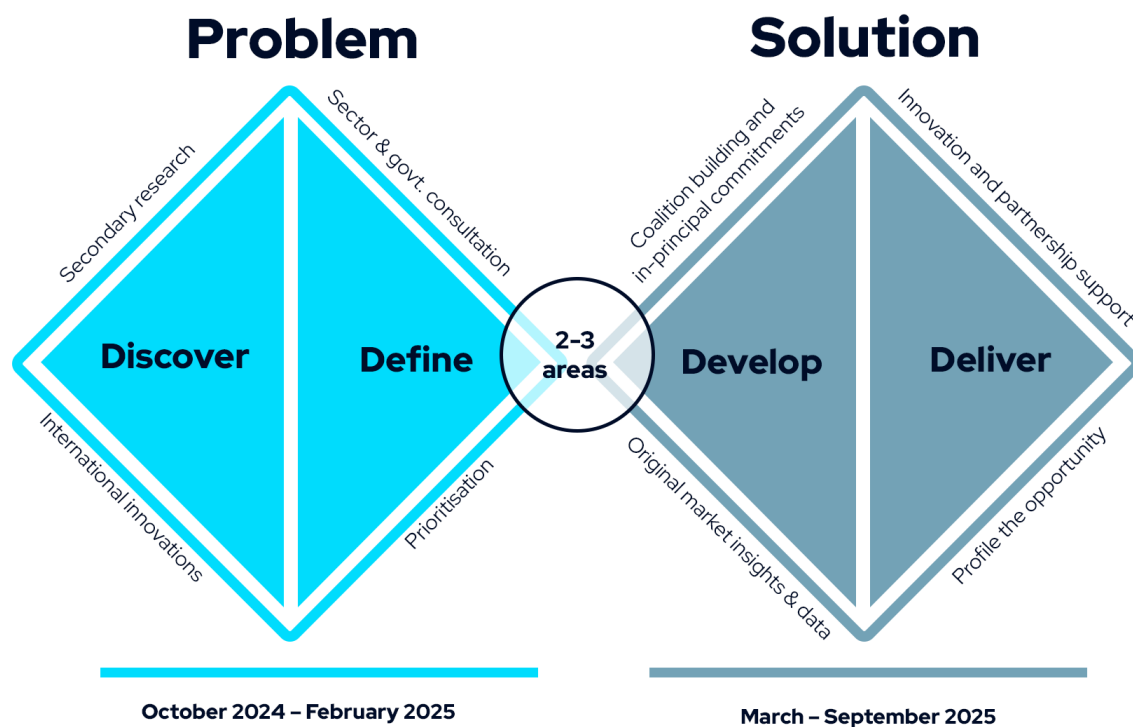 Problem
Solution
Secondary research
Sector & govt. consultation
Discover
Define
International innovations
Prioritisation
2-3
areas
Coalition building and
in-principal commitments
Innovation and partnership support
Develop
Deliver
Original market insights & data
Profile the opportunity
October 2024 – February 2025
March – September 2025